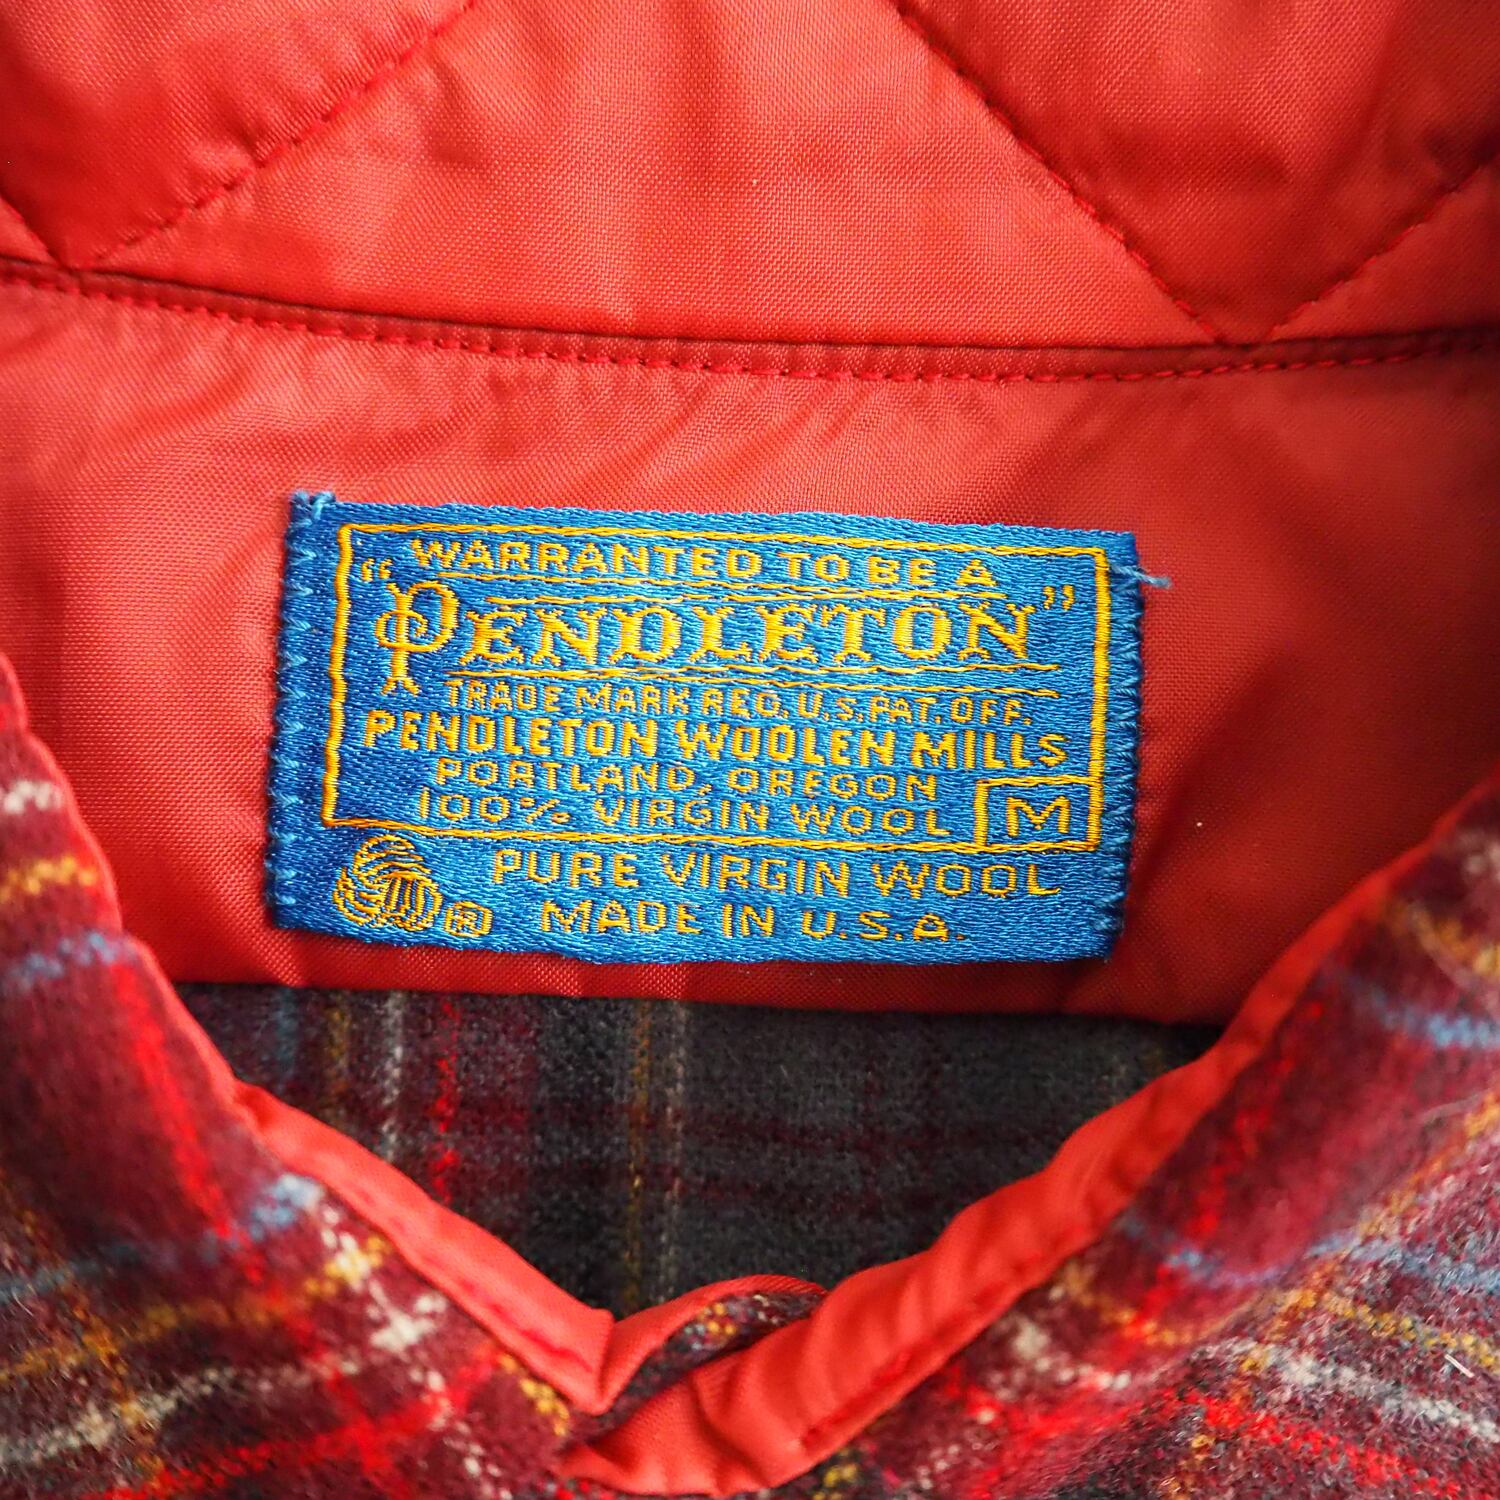 WARRANTED TO BE A
"PENDLETON"
TRADE MARK REG. U.S. PAT. OFF.
PENDLETON WOOLEN MILLS
PORTLAND, OREGON
100% VIRGIN WOOL
M
PURE VIRGIN WOOL
® MADE IN U.S.A.